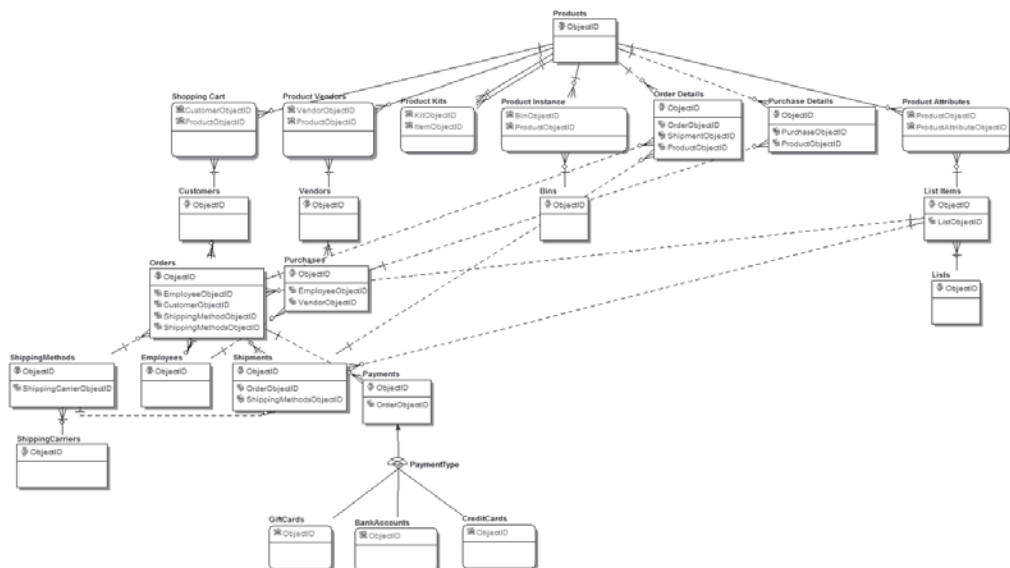 Products
ObjectID
Shopping Cart
CustomerObjectID
ProductObjectID
Product Vendors
VendorObjectID
ProductObjectID
Product Kits
KitObjectID
ItemObjectID
Product Instance
BinObjectID
ProductObjectID
Order Details
ObjectID
OrderObjectID
ShipmentObjectID
ProductObjectID
Purchase Details
ObjectID
PurchaseObjectID
ProductObjectID
Product Attributes
ProductObjectID
ProductAttributeObjectID
Customers
ObjectID
Vendors
ObjectID
Bins
ObjectID
List Items
ObjectID
ListObjectID
Orders
ObjectID
EmployeeObjectID
CustomerObjectID
ShippingMethodObjectID
ShippingMethodsObjectID
Purchases
ObjectID
EmployeeObjectID
VendorObjectID
Lists
ObjectID
ShippingMethods
ObjectID
ShippingCarrierObjectID
Employees
ObjectID
Shipments
ObjectID
OrderObjectID
ShippingMethodsObjectID
Payments
ObjectID
OrderObjectID
ShippingCarriers
ObjectID
PaymentType
GiftCards
ObjectID
BankAccounts
ObjectID
CreditCards
ObjectID